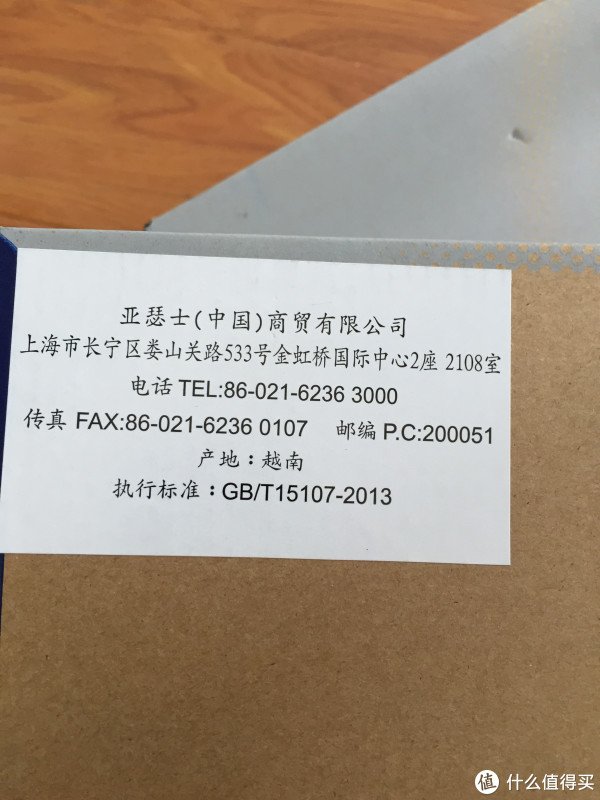 亚瑟士(中国)商贸有限公司
上海市长宁区娄山关路533号金虹桥国际中心2座 2108室
电话 TEL:86-021-6236 3000
传真 FAX:86-021-6236 0107 邮编 P.C:200051
产地：越南
执行标准：GB/T15107-2013
值 什么值得买